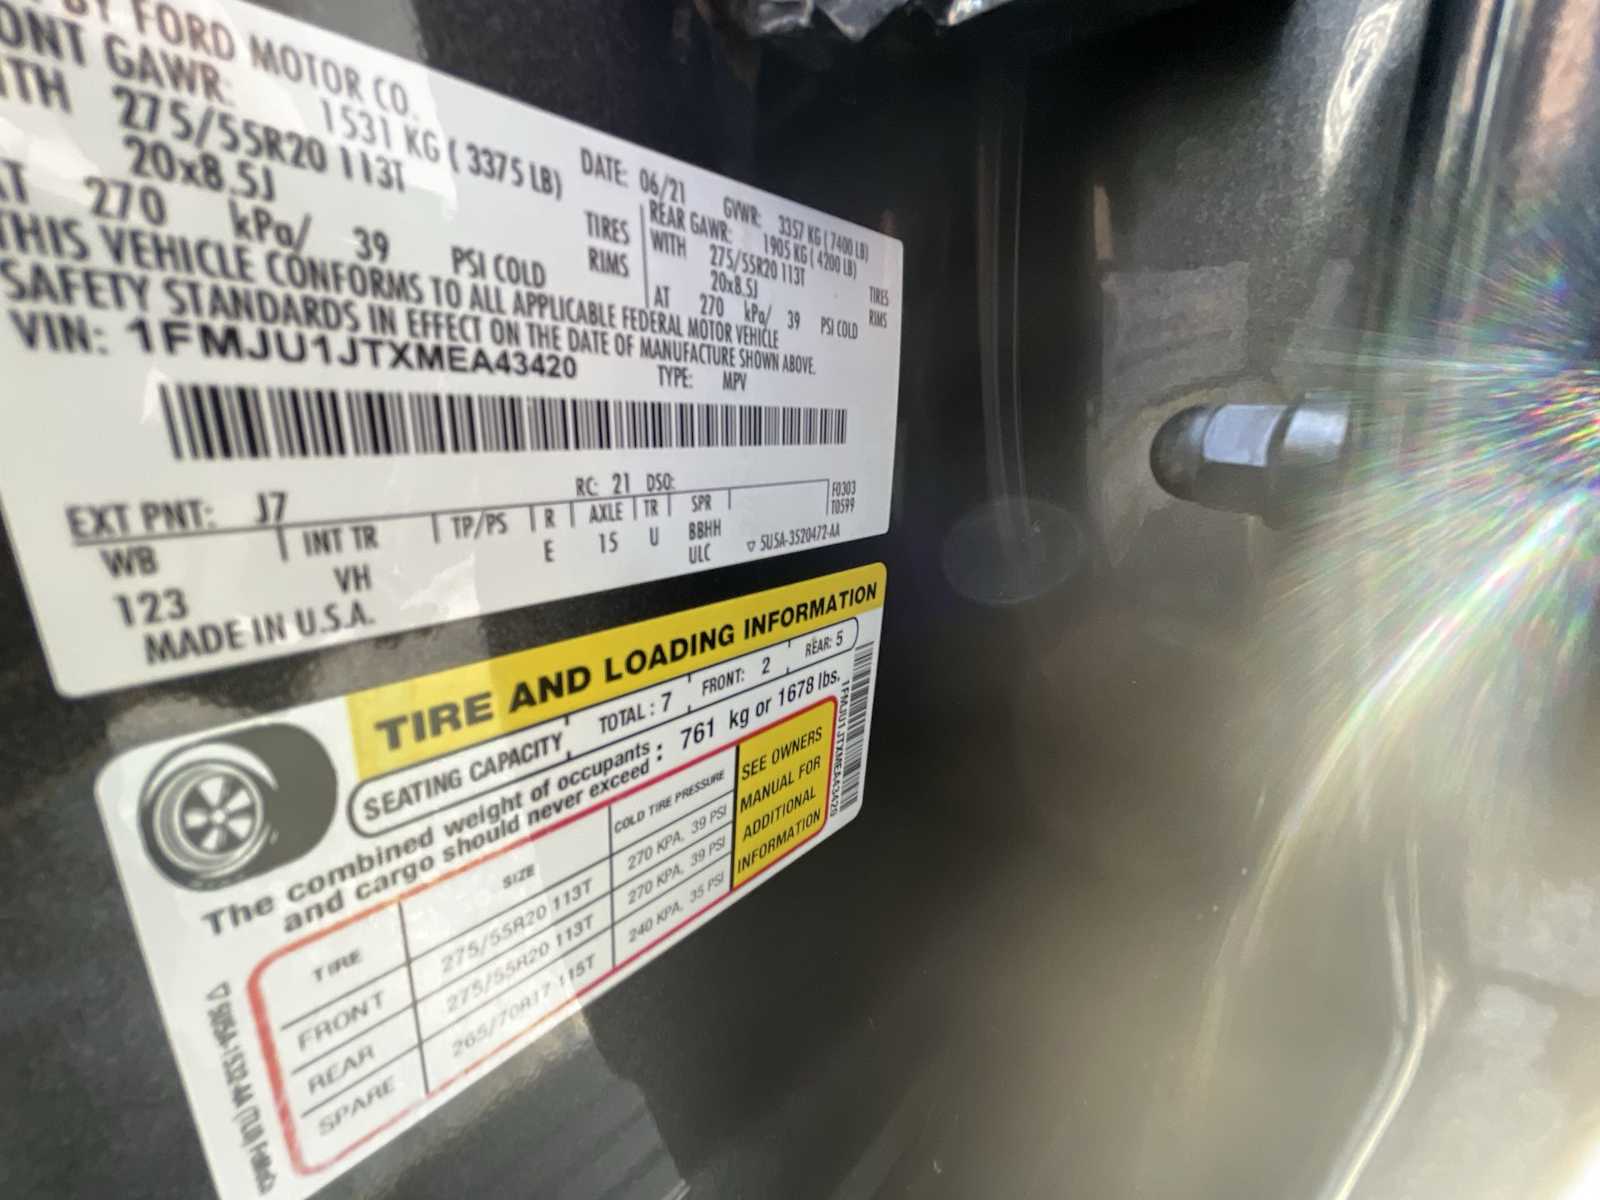 BY FORD MOTOR CO.
ONT GAWR: 1531 KG ( 3375 LB)
ITH 275/55R20 113T TIRES
20x8.5J RIMS
AT 270 kPa/ 39 PSI COLD
DATE: 06/21 GVWR: 3357 KG ( 7400 LB)
REAR GAWR: 1905 KG ( 4200 LB)
WITH 275/55R20 113T TIRES
20x8.5J RIMS
AT 270 kPa/ 39 PSI COLD
THIS VEHICLE CONFORMS TO ALL APPLICABLE FEDERAL MOTOR VEHICLE
SAFETY STANDARDS IN EFFECT ON THE DATE OF MANUFACTURE SHOWN ABOVE.
VIN: 1FMJU1JTXMEA43420
TYPE: MPV
EXT PNT: J7 RC: 21 DSO:
WB INT TR TP/PS R AXLE TR SPR F0303
T0599
123 VH E 15 U BBHH
ULC
MADE IN U.S.A. 5U5A-3520472-AA
TIRE AND LOADING INFORMATION
SEATING CAPACITY TOTAL : 7 FRONT: 2 REAR: 5
The combined weight of occupants
and cargo should never exceed : 761 kg or 1678 lbs.
TIRE SIZE COLD TIRE PRESSURE
FRONT 275/55R20 113T 270 KPA, 39 PSI
REAR 275/55R20 113T 270 KPA, 39 PSI
SPARE 265/70R17 115T 240 KPA, 35 PSI
SEE OWNERS
MANUAL FOR
ADDITIONAL
INFORMATION
1FMJU1JTXMEA43420